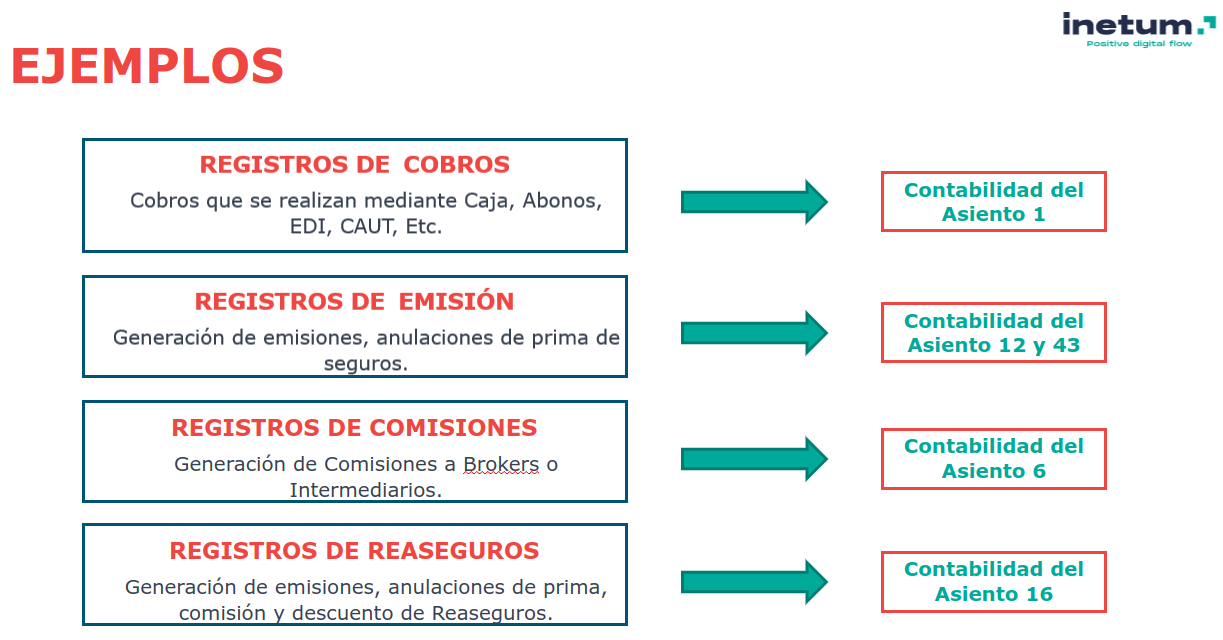 inetum
Positive digital flow
EJEMPLOS
REGISTROS DE COBROS
Cobros que se realizan mediante Caja, Abonos,
EDI, CAUT, Etc.
Contabilidad del
Asiento 1
REGISTROS DE EMISIÓN
Generación de emisiones, anulaciones de prima de
seguros.
Contabilidad del
Asiento 12 y 43
REGISTROS DE COMISIONES
Generación de Comisiones a Brokers o
Intermediarios.
Contabilidad del
Asiento 6
REGISTROS DE REASEGUROS
Generación de emisiones, anulaciones de prima,
comisión y descuento de Reaseguros.
Contabilidad del
Asiento 16